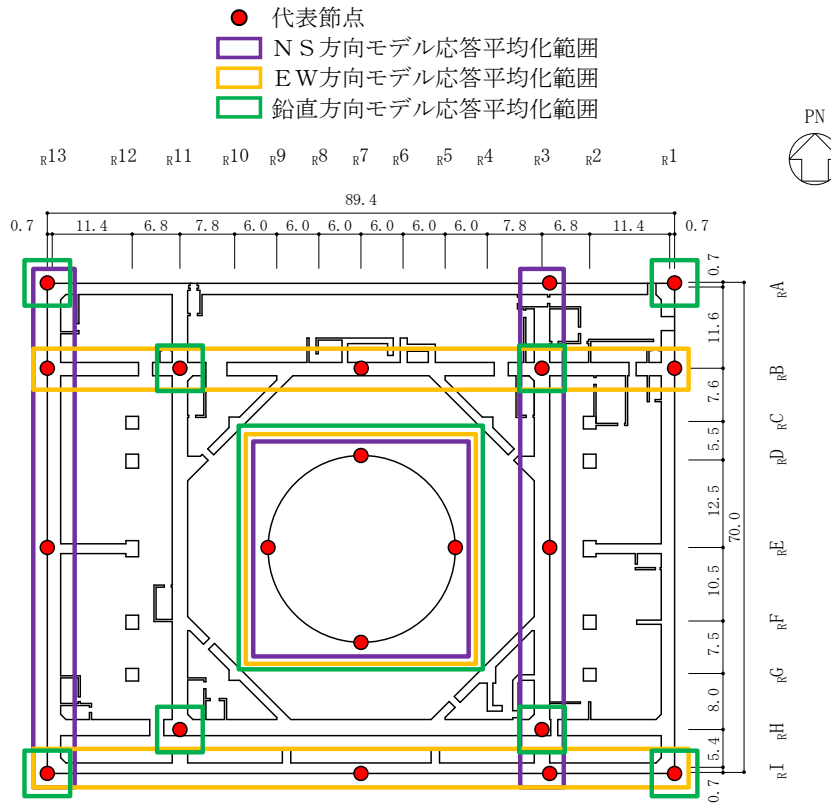 代表節点
ＮＳ方向モデル応答平均化範囲
ＥＷ方向モデル応答平均化範囲
鉛直方向モデル応答平均化範囲
PN
R13 R12 R11 R10 R9 R8 R7 R6 R5 R4 R3 R2 R1
89.4
0.7 11.4 6.8 7.8 6.0 6.0 6.0 6.0 6.0 6.0 7.8 6.8 11.4 0.7
0.7
11.6
7.6
5.5
12.5
10.5
7.5
8.0
5.4
0.7
70.0
RA
RB
RC
RD
RE
RF
RG
RH
RI